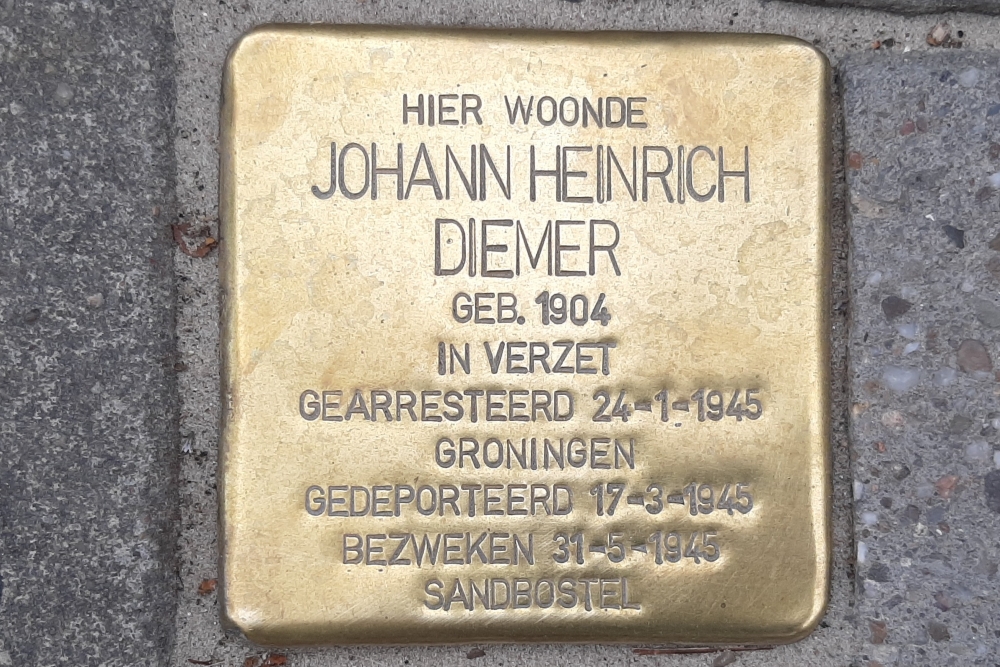 HIER WOONDE
JOHANN HEINRICH
DIEMER
GEB. 1904
IN VERZET
GEARRESTEERD 24-1-1945
GRONINGEN
GEDEPORTEERD 17-3-1945
BEZWEKEN 31-5-1945
SANDBOSTEL